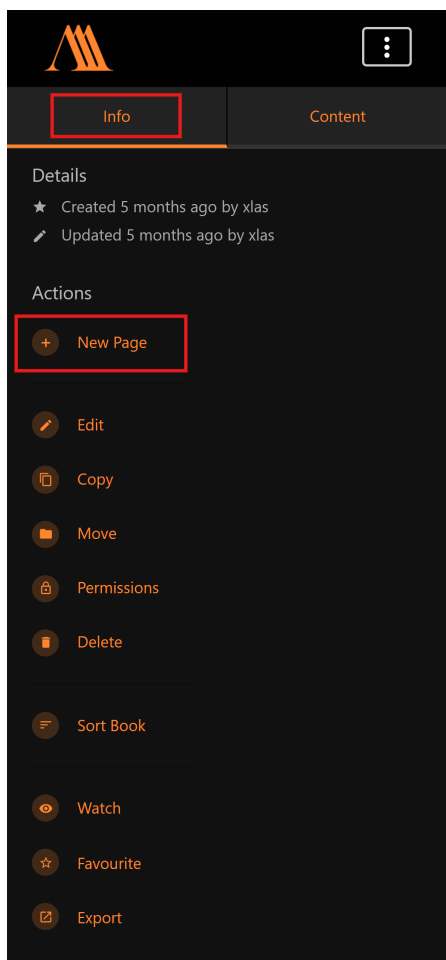 Info
Content
Details
Created 5 months ago by xlas
Updated 5 months ago by xlas
Actions
New Page
Edit
Copy
Move
Permissions
Delete
Sort Book
Watch
Favourite
Export